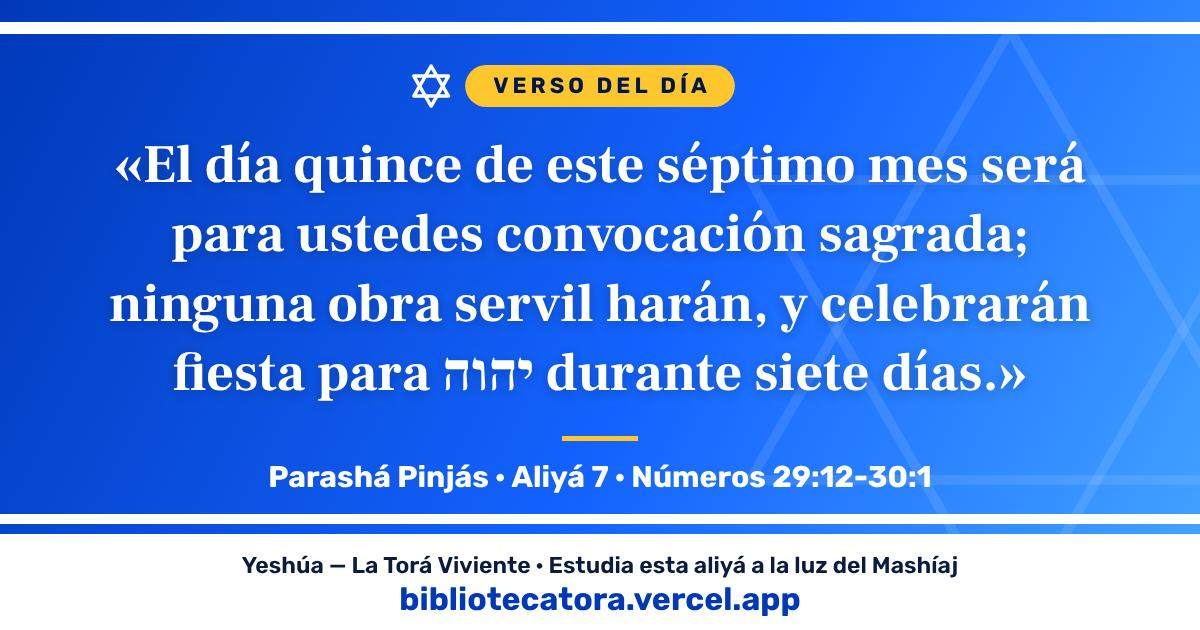 VERSO DEL DÍA
«El día quince de este séptimo mes será
para ustedes convocación sagrada;
ninguna obra servil harán, y celebrarán
fiesta para יהוה durante siete días.»
Parashá Pinjás • Aliyá 7 • Números 29:12-30:1
Yeshúa — La Torá Viviente • Estudia esta aliyá a la luz del Mashíaj
bibliotecatora.vercel.app